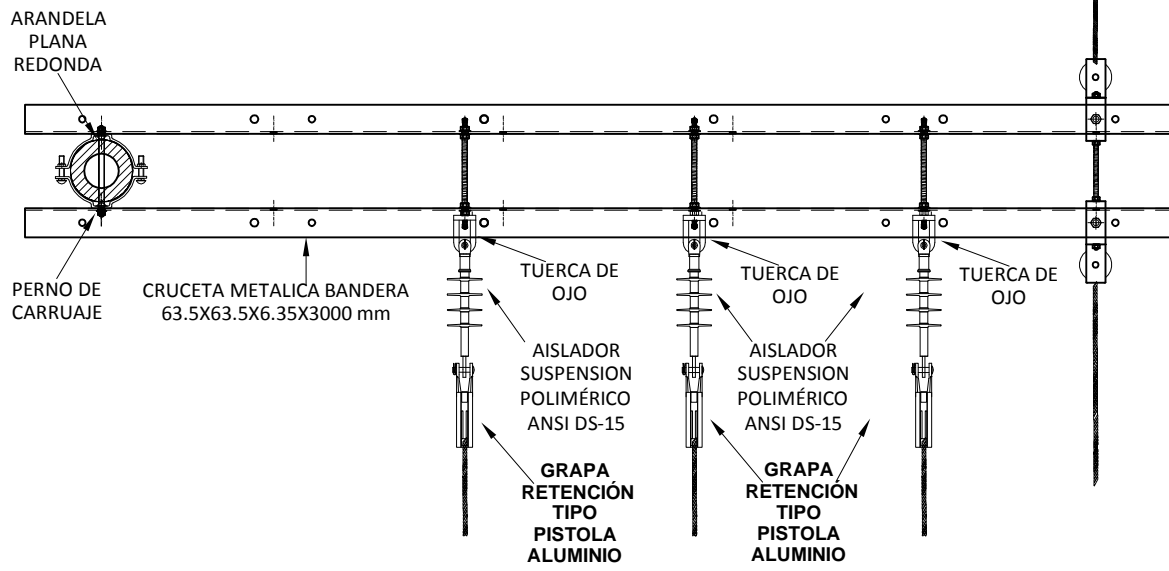 ARANDELA
PLANA
REDONDA
PERNO DE
CARRUAJE
CRUCETA METALICA BANDERA
63.5X63.5X6.35X3000 mm
TUERCA DE
OJO
TUERCA DE
OJO
TUERCA DE
OJO
AISLADOR
SUSPENSION
POLIMÉRICO
ANSI DS-15
AISLADOR
SUSPENSION
POLIMÉRICO
ANSI DS-15
GRAPA
RETENCIÓN
TIPO
PISTOLA
ALUMINIO
GRAPA
RETENCIÓN
TIPO
PISTOLA
ALUMINIO